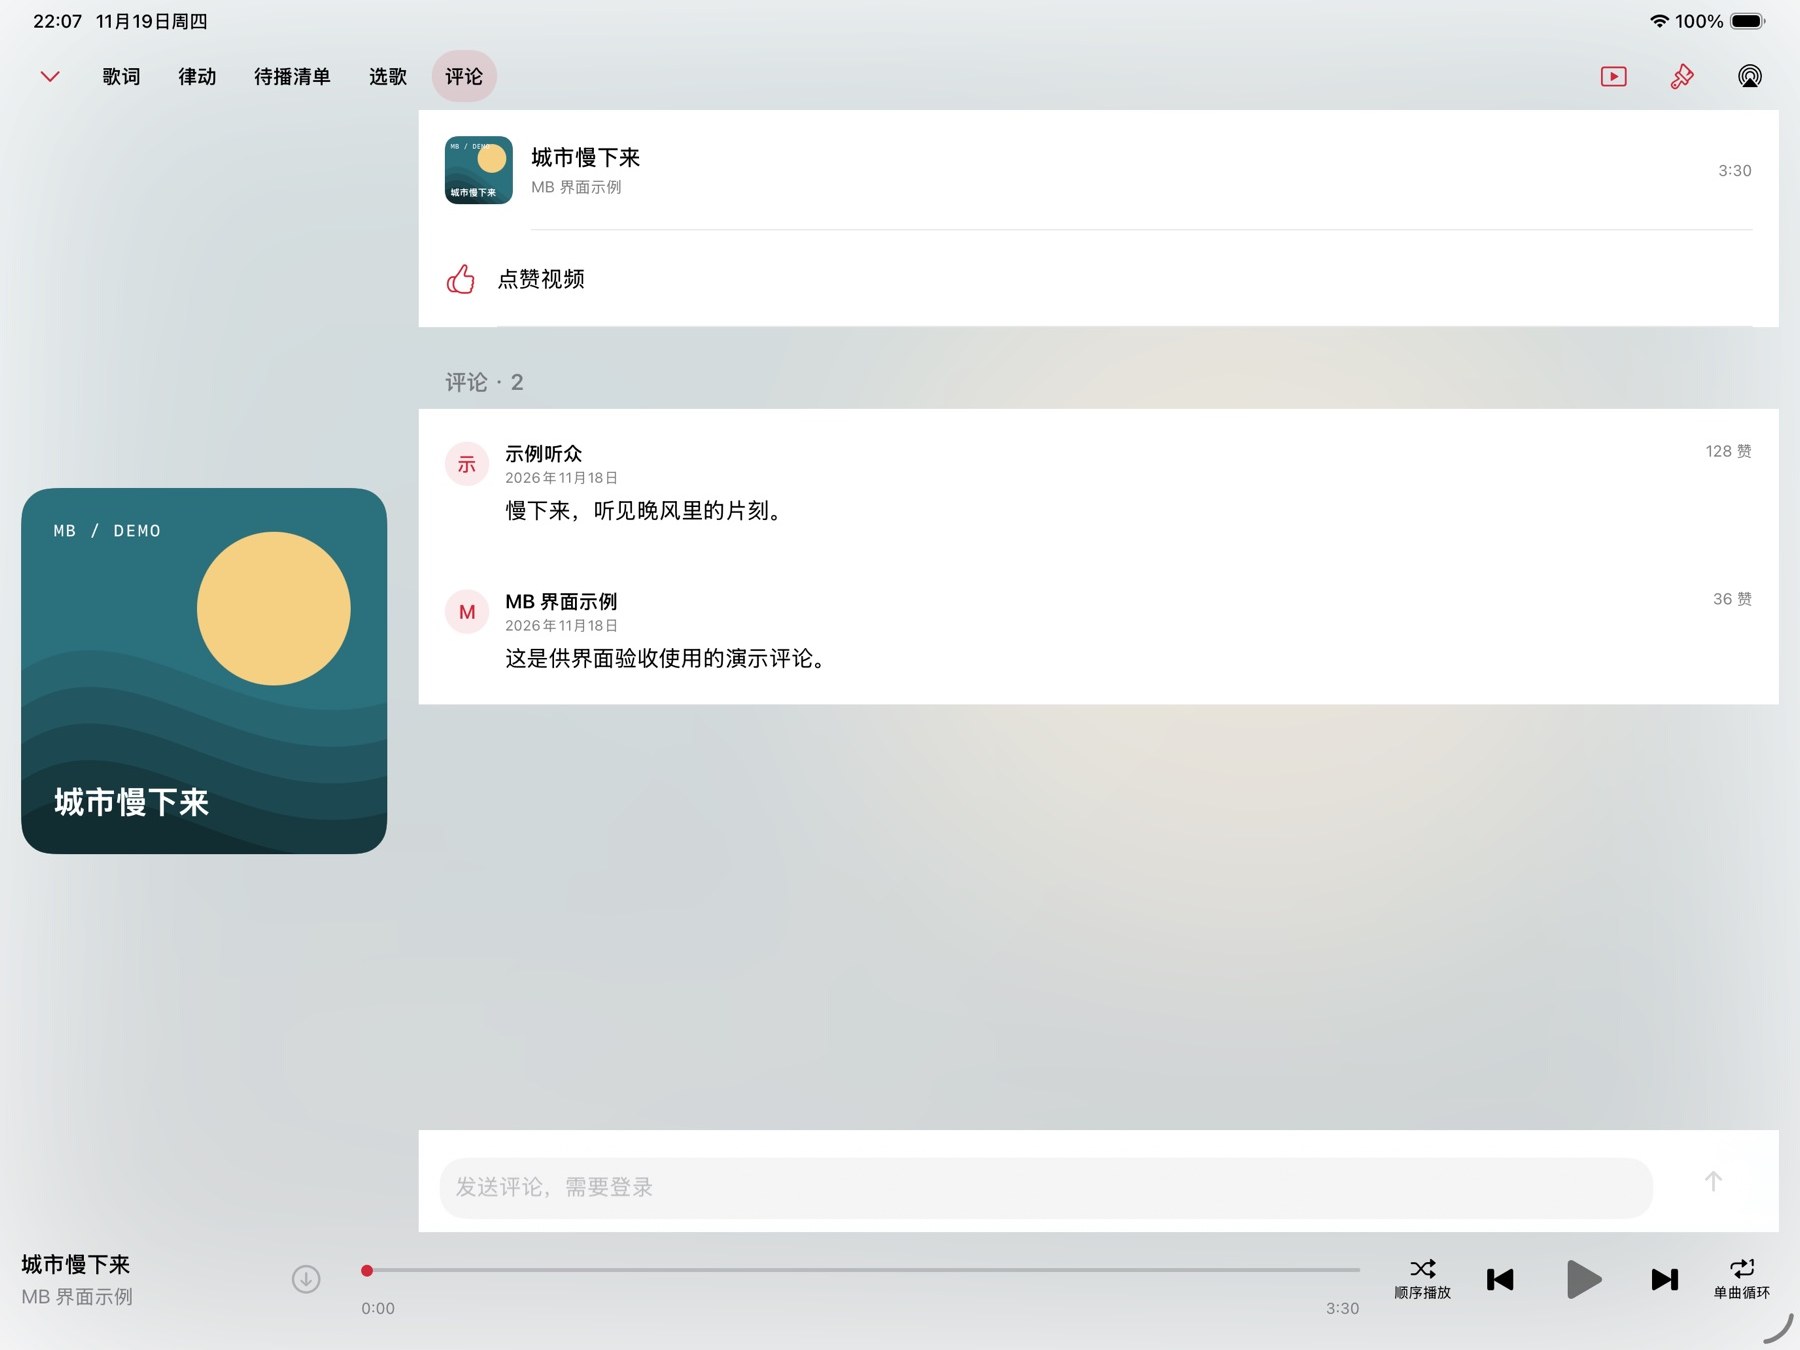 22:07 11月19日周四
100%
歌词 律动 待播清单 选歌 评论
MB / DEMO
城市慢下来
城市慢下来
MB 界面示例
3:30
点赞视频
评论 · 2
示
示例听众
2026年11月18日
128 赞
慢下来，听见晚风里的片刻。
M
MB 界面示例
2026年11月18日
36 赞
这是供界面验收使用的演示评论。
MB / DEMO
城市慢下来
发送评论，需要登录
城市慢下来
MB 界面示例
0:00
3:30
顺序播放
单曲循环